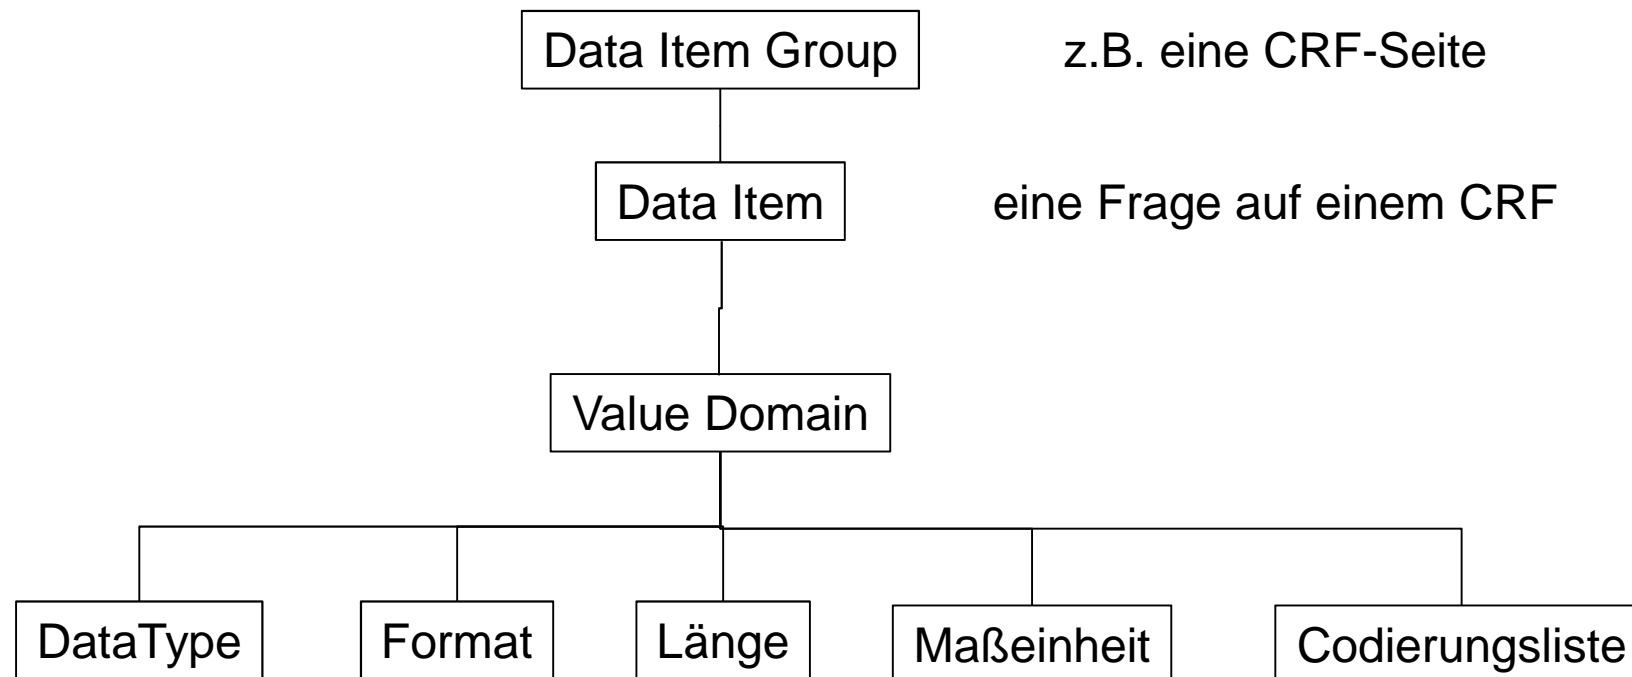 Data Item Group
z.B. eine CRF-Seite
Data Item
eine Frage auf einem CRF
Value Domain
DataType
Format
Länge
Maßeinheit
Codierungsliste